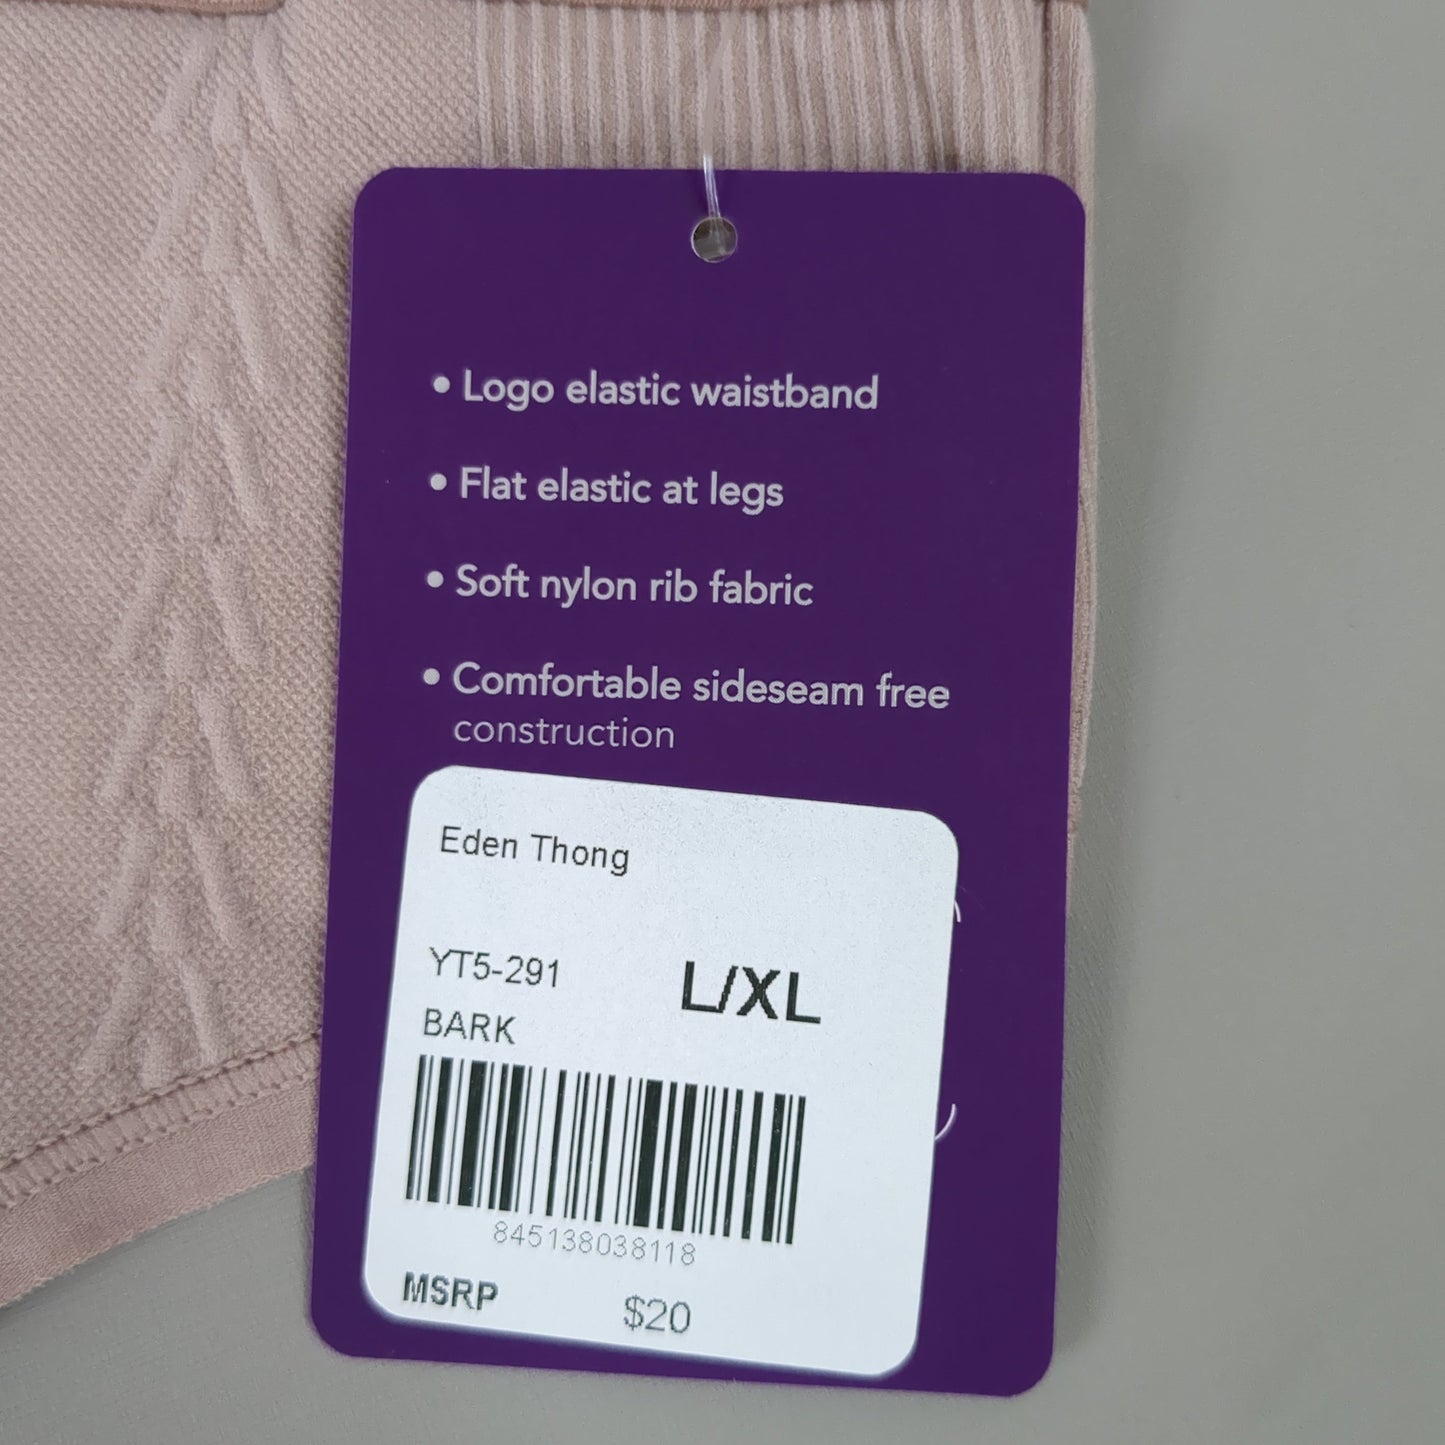 • Logo elastic waistband
• Flat elastic at legs
• Soft nylon rib fabric
• Comfortable sideseam free
construction
Eden Thong
YT5-291 L/XL
BARK
845138038118
MSRP $20